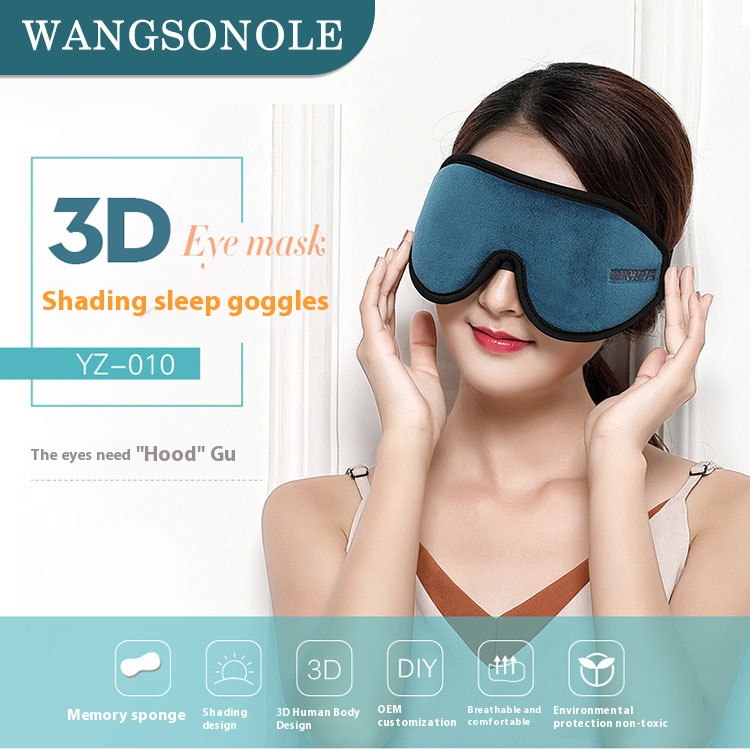 WANGSONOLE
3D Eye mask
Shading sleep goggles
YZ-010
The eyes need "Hood" Gu
3D
DIY
Memory sponge
Shading
design
3D Human Body
Design
OEM
customization
Breathable and
comfortable
Environmental
protection non-toxic